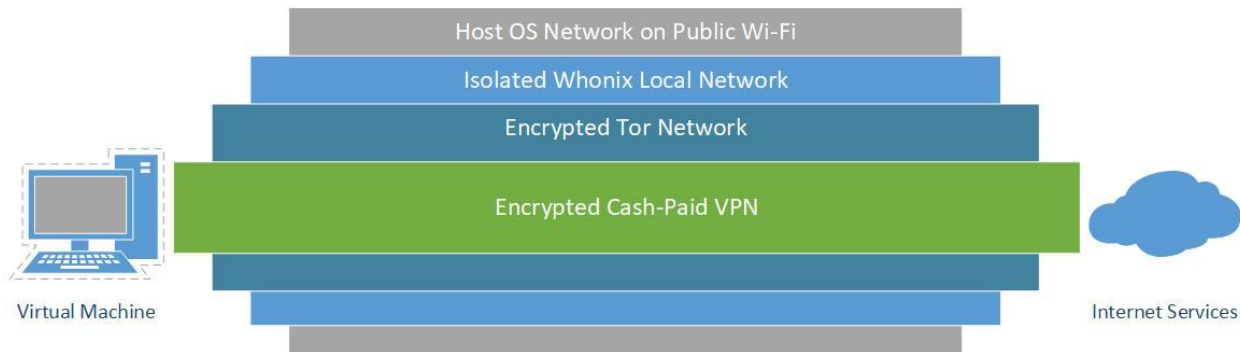 Host OS Network on Public Wi-Fi
Isolated Whonix Local Network
Encrypted Tor Network
Encrypted Cash-Paid VPN
Virtual Machine
Internet Services